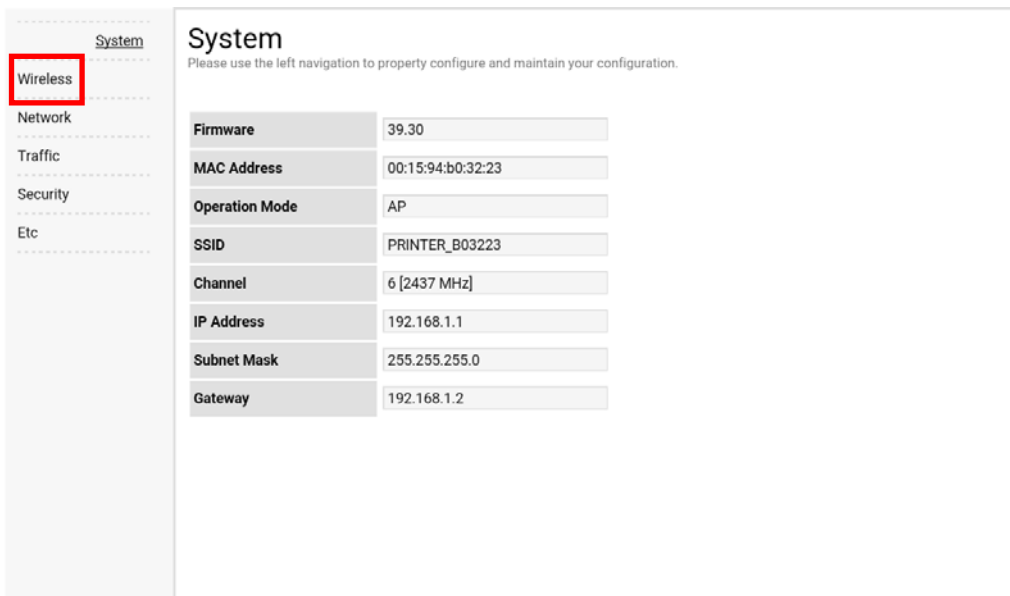 System
Wireless
Network
Traffic
Security
Etc
System
Please use the left navigation to property configure and maintain your configuration.
Firmware 39.30
MAC Address 00:15:94:b0:32:23
Operation Mode AP
SSID PRINTER_B03223
Channel 6 [2437 MHz]
IP Address 192.168.1.1
Subnet Mask 255.255.255.0
Gateway 192.168.1.2